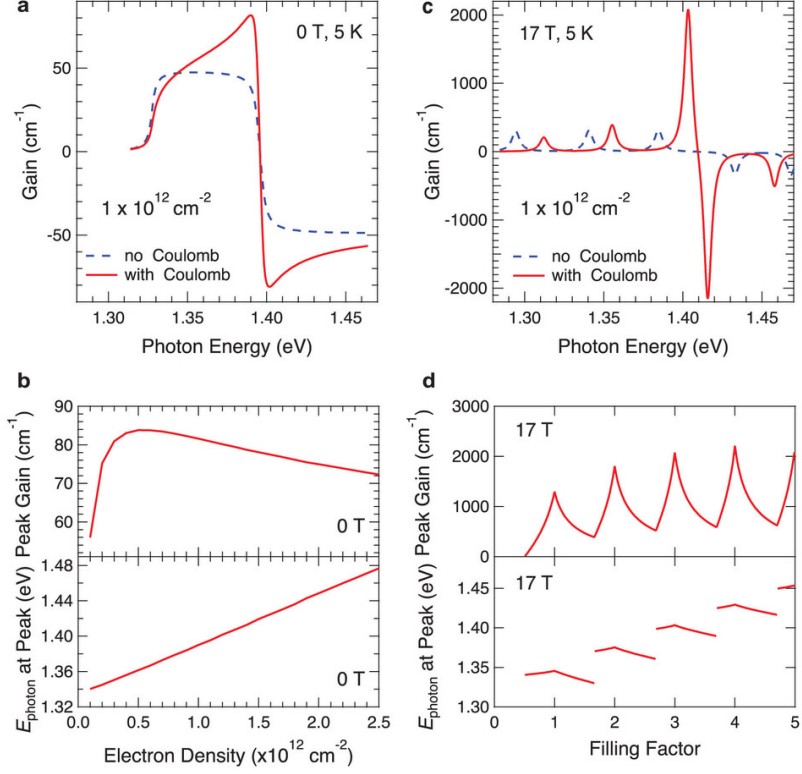 a
0 T, 5 K
50
0
-50
Gain (cm⁻¹)
1 x 10¹² cm⁻²
no Coulomb
with Coulomb
1.30
1.35
1.40
1.45
Photon Energy (eV)
c
17 T, 5 K
2000
1000
0
-1000
-2000
Gain (cm⁻¹)
1 x 10¹² cm⁻²
no Coulomb
with Coulomb
1.30
1.35
1.40
1.45
Photon Energy (eV)
b
90
80
70
60
Peak Gain (cm⁻¹)
0 T
1.48
1.44
1.40
1.36
1.32
E_photon at Peak (eV)
0 T
0.0
0.5
1.0
1.5
2.0
2.5
Electron Density (x10¹² cm⁻²)
d
3000
2000
1000
0
Peak Gain (cm⁻¹)
17 T
1.45
1.40
1.35
1.30
E_photon at Peak (eV)
17 T
0
1
2
3
4
5
Filling Factor